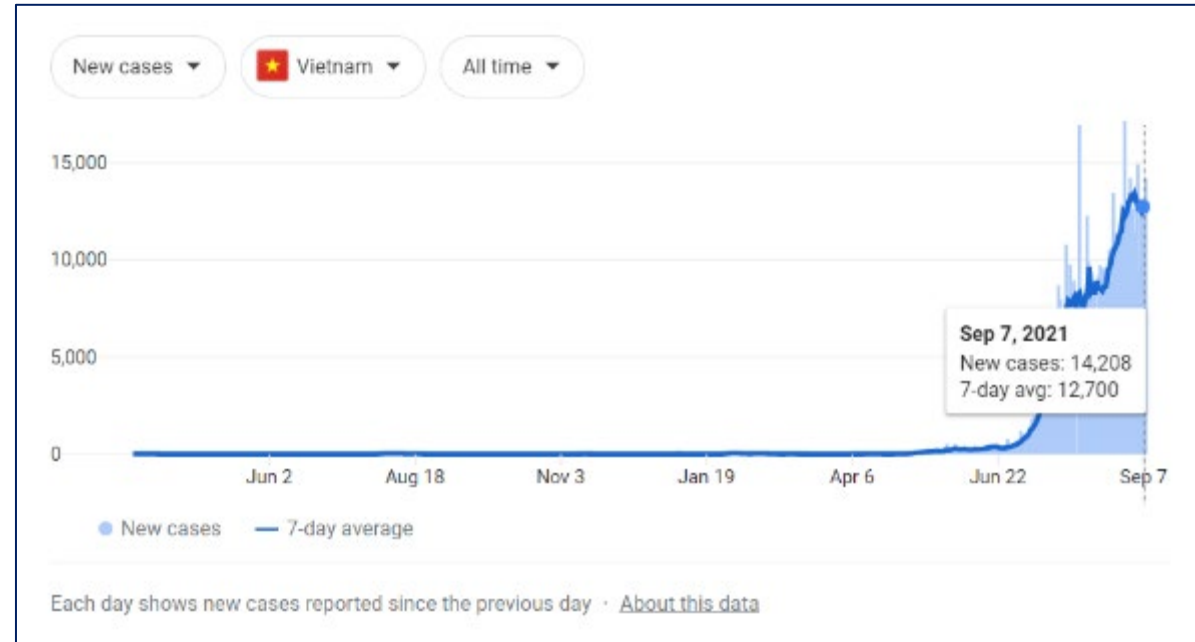 New cases Vietnam All time
15,000
10,000
5,000
0
Sep 7, 2021
New cases: 14,208
7-day avg: 12,700
Jun 2 Aug 18 Nov 3 Jan 19 Apr 6 Jun 22 Sep 7
New cases 7-day average
Each day shows new cases reported since the previous day · About this data